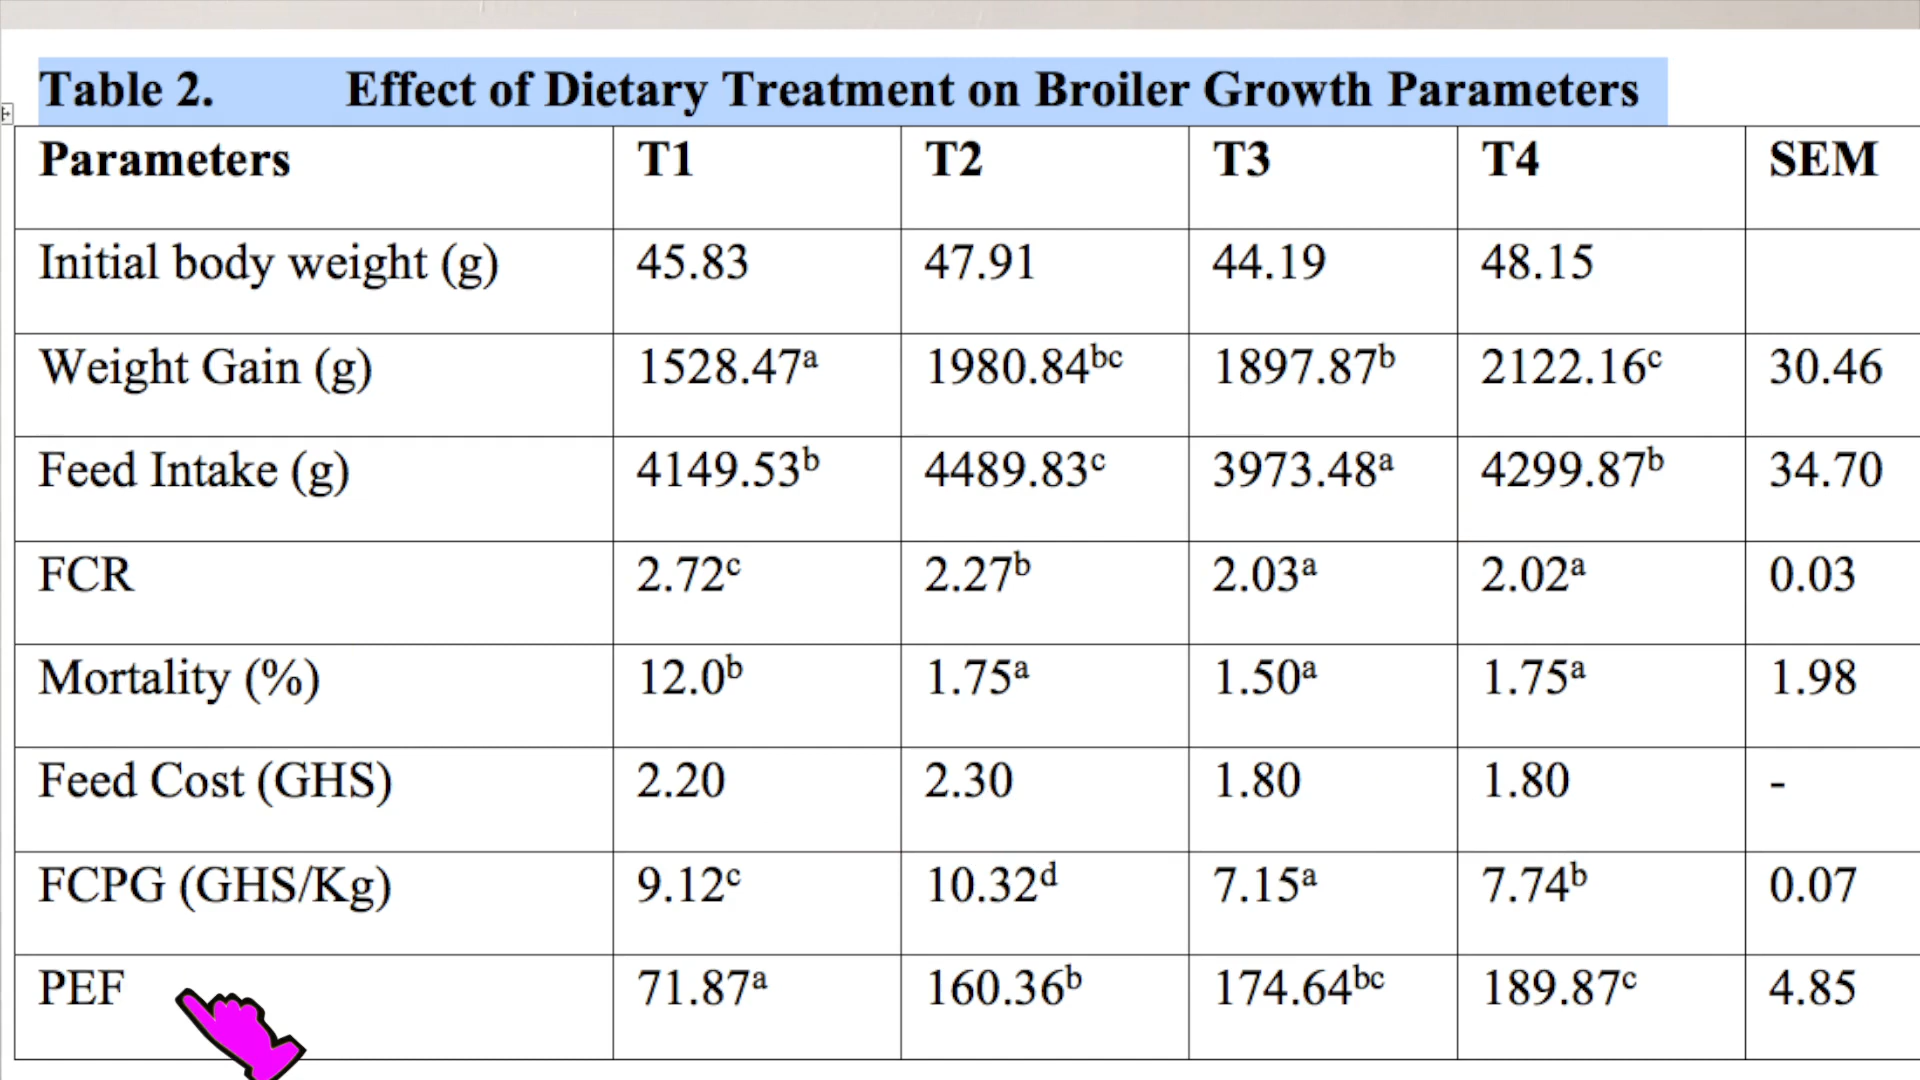 Table 2. Effect of Dietary Treatment on Broiler Growth Parameters
Parameters T1 T2 T3 T4 SEM
Initial body weight (g) 45.83 47.91 44.19 48.15
Weight Gain (g) 1528.47ᵃ 1980.84ᵇᶜ 1897.87ᵇ 2122.16ᶜ 30.46
Feed Intake (g) 4149.53ᵇ 4489.83ᶜ 3973.48ᵃ 4299.87ᵇ 34.70
FCR 2.72ᶜ 2.27ᵇ 2.03ᵃ 2.02ᵃ 0.03
Mortality (%) 12.0ᵇ 1.75ᵃ 1.50ᵃ 1.75ᵃ 1.98
Feed Cost (GHS) 2.20 2.30 1.80 1.80 -
FCPG (GHS/Kg) 9.12ᶜ 10.32ᵈ 7.15ᵃ 7.74ᵇ 0.07
PEF 71.87ᵃ 160.36ᵇ 174.64ᵇᶜ 189.87ᶜ 4.85